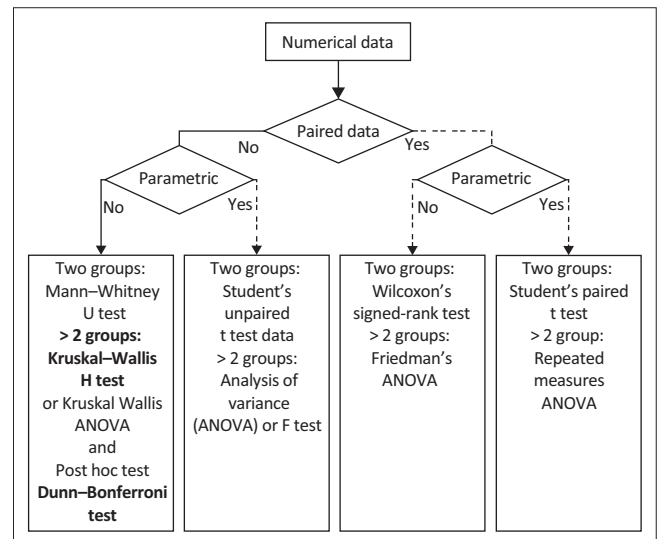 Numerical data
Paired data
No
Yes
Parametric
No
Yes
Parametric
No
Yes
Two groups:
Mann–Whitney
U test
> 2 groups:
Kruskal–Wallis
H test
or Kruskal Wallis
ANOVA
and
Post hoc test
Dunn–Bonferroni
test
Two groups:
Student's
unpaired
t test data
> 2 groups:
Analysis of
variance
(ANOVA) or F test
Two groups:
Wilcoxon's
signed-rank test
> 2 groups:
Friedman's
ANOVA
Two groups:
Student's paired
t test
> 2 group:
Repeated
measures
ANOVA